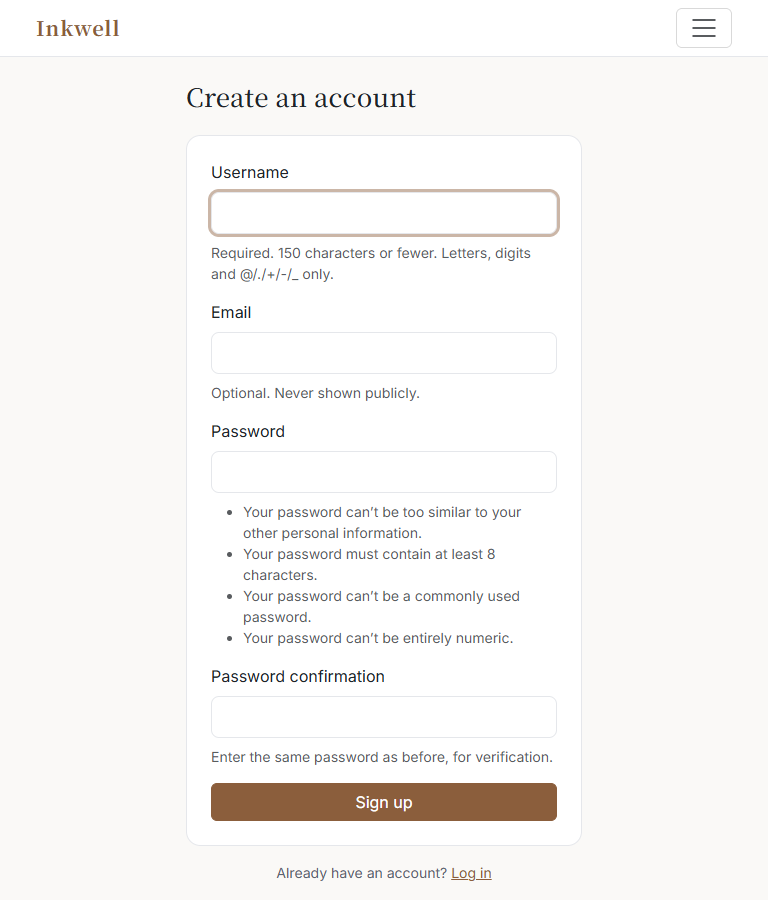 Inkwell
Create an account
Username
Required. 150 characters or fewer. Letters, digits
and @/./+/-/_ only.
Email
Optional. Never shown publicly.
Password
Your password can’t be too similar to your
other personal information.
Your password must contain at least 8
characters.
Your password can’t be a commonly used
password.
Your password can’t be entirely numeric.
Password confirmation
Enter the same password as before, for verification.
Sign up
Already have an account? Log in